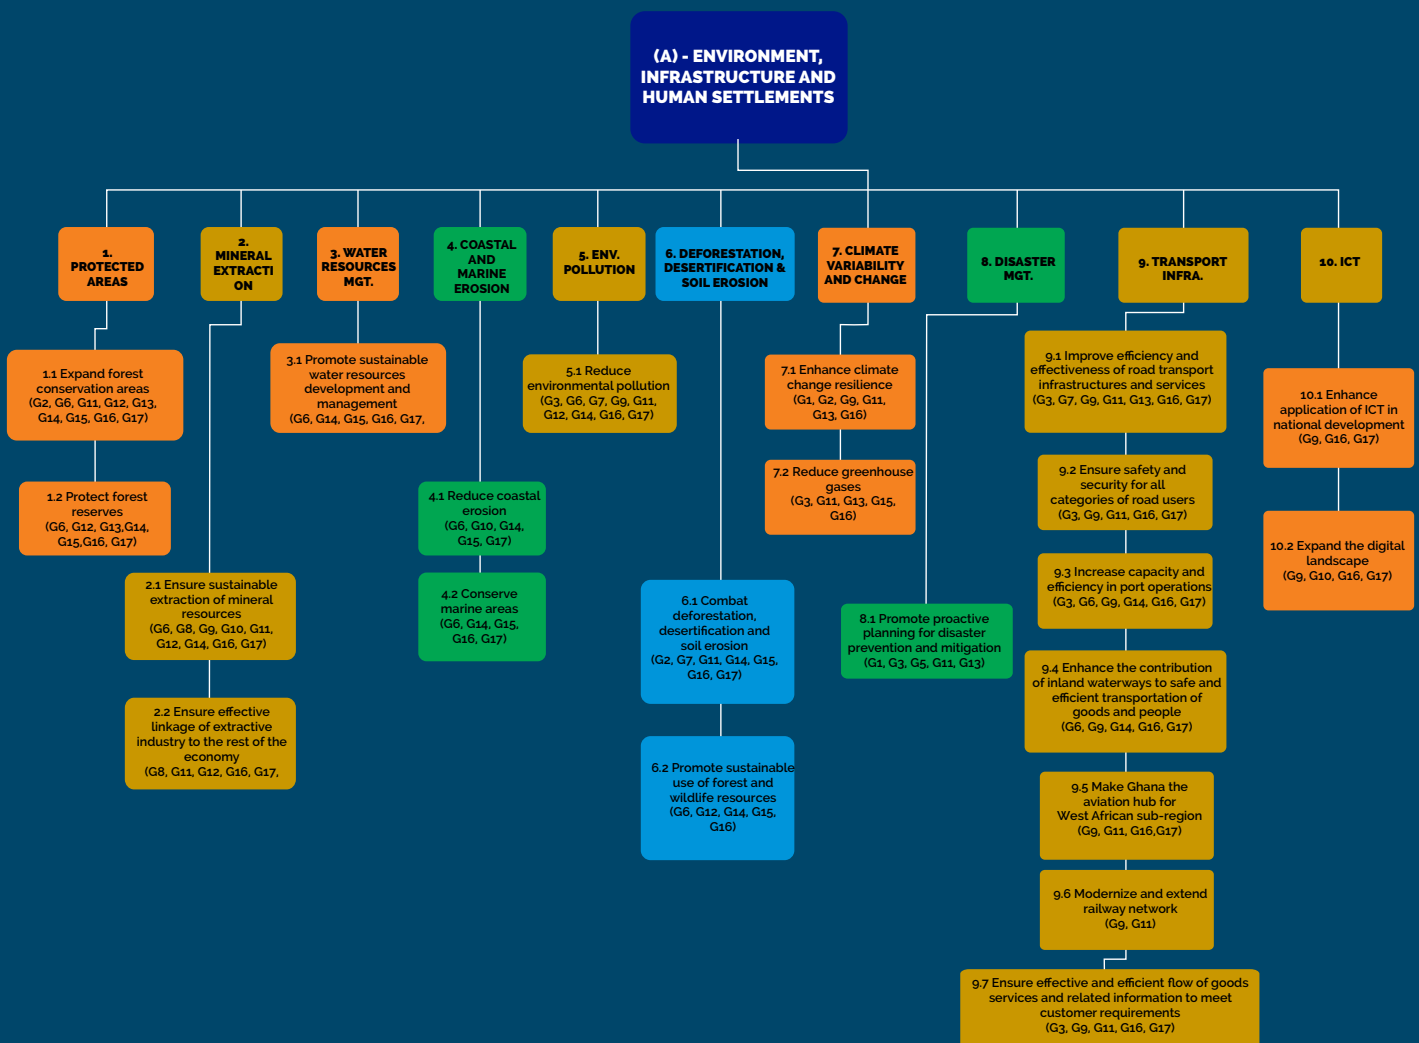 (A) - ENVIRONMENT,
INFRASTRUCTURE AND
HUMAN SETTLEMENTS
1.
PROTECTED
AREAS
2.
MINERAL
EXTRACTI
ON
3. WATER
RESOURCES
MGT.
4. COASTAL
AND
MARINE
EROSION
5. ENV.
POLLUTION
6. DEFORESTATION,
DESERTIFICATION &
SOIL EROSION
7. CLIMATE
VARIABILITY
AND CHANGE
8. DISASTER
MGT.
9. TRANSPORT
INFRA.
10. ICT
1.1 Expand forest
conservation areas
(G2, G6, G11, G12, G13,
G14, G15, G16, G17)
1.2 Protect forest
reserves
(G6, G12, G13,G14,
G15,G16, G17)
2.1 Ensure sustainable
extraction of mineral
resources
(G6, G8, G9, G10, G11,
G12, G14, G16, G17)
2.2 Ensure effective
linkage of extractive
industry to the rest of the
economy
(G8, G11, G12, G16, G17,
3.1 Promote sustainable
water resources
development and
management
(G6, G14, G15, G16, G17,
4.1 Reduce coastal
erosion
(G6, G10, G14,
G15, G17)
4.2 Conserve
marine areas
(G6, G14, G15,
G16, G17)
5.1 Reduce
environmental pollution
(G3, G6, G7, G9, G11,
G12, G14, G16, G17)
6.1 Combat
deforestation,
desertification and
soil erosion
(G2, G7, G11, G14, G15,
G16, G17)
6.2 Promote sustainable
use of forest and
wildlife resources
(G6, G12, G14, G15,
G16)
7.1 Enhance climate
change resilience
(G1, G2, G9, G11,
G13, G16)
7.2 Reduce greenhouse
gases
(G3, G11, G13, G15,
G16)
8.1 Promote proactive
planning for disaster
prevention and mitigation
(G1, G3, G5, G11, G13)
9.1 Improve efficiency and
effectiveness of road transport
infrastructures and services
(G3, G7, G9, G11, G13, G16, G17)
9.2 Ensure safety and
security for all
categories of road users
(G3, G9, G11, G16, G17)
9.3 Increase capacity and
efficiency in port operations
(G3, G6, G9, G14, G16, G17)
9.4 Enhance the contribution
of inland waterways to safe and
efficient transportation of
goods and people
(G6, G9, G14, G16, G17)
9.5 Make Ghana the
aviation hub for
West African sub-region
(G9, G11, G16,G17)
9.6 Modernize and extend
railway network
(G9, G11)
9.7 Ensure effective and efficient flow of goods
services and related information to meet
customer requirements
(G3, G9, G11, G16, G17)
10.1 Enhance
application of ICT in
national development
(G9, G16, G17)
10.2 Expand the digital
landscape
(G9, G10, G16, G17)